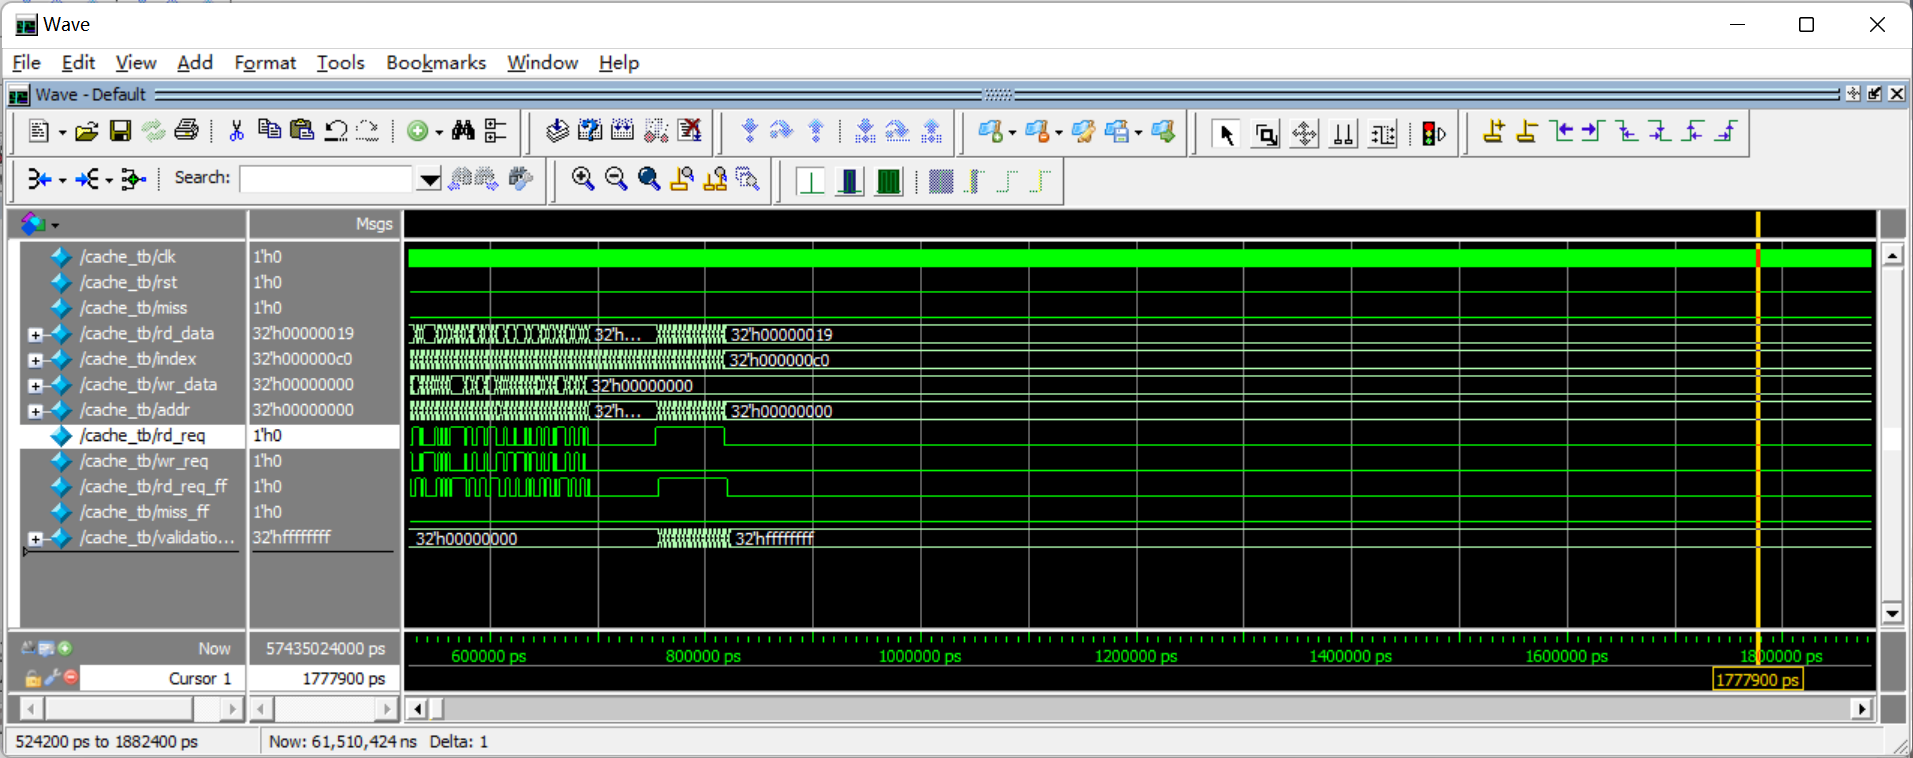 Wave
File Edit View Add Format Tools Bookmarks Window Help
Wave - Default
Search:
Msgs
/cache_tb/clk 1'h0
/cache_tb/rst 1'h0
/cache_tb/miss 1'h0
/cache_tb/rd_data 32'h00000019 32'h... 32'h00000019
/cache_tb/index 32'h000000c0 32'h000000c0
/cache_tb/wr_data 32'h00000000 32'h00000000
/cache_tb/addr 32'h00000000 32'h... 32'h00000000
/cache_tb/rd_req 1'h0
/cache_tb/wr_req 1'h0
/cache_tb/rd_req_ff 1'h0
/cache_tb/miss_ff 1'h0
/cache_tb/validatio... 32'hffffffff 32'h00000000 32'hffffffff
Now 57435024000 ps 600000 ps 800000 ps 1000000 ps 1200000 ps 1400000 ps 1600000 ps 1800000 ps
Cursor 1 1777900 ps 1777900 ps
524200 ps to 1882400 ps Now: 61,510,424 ns Delta: 1